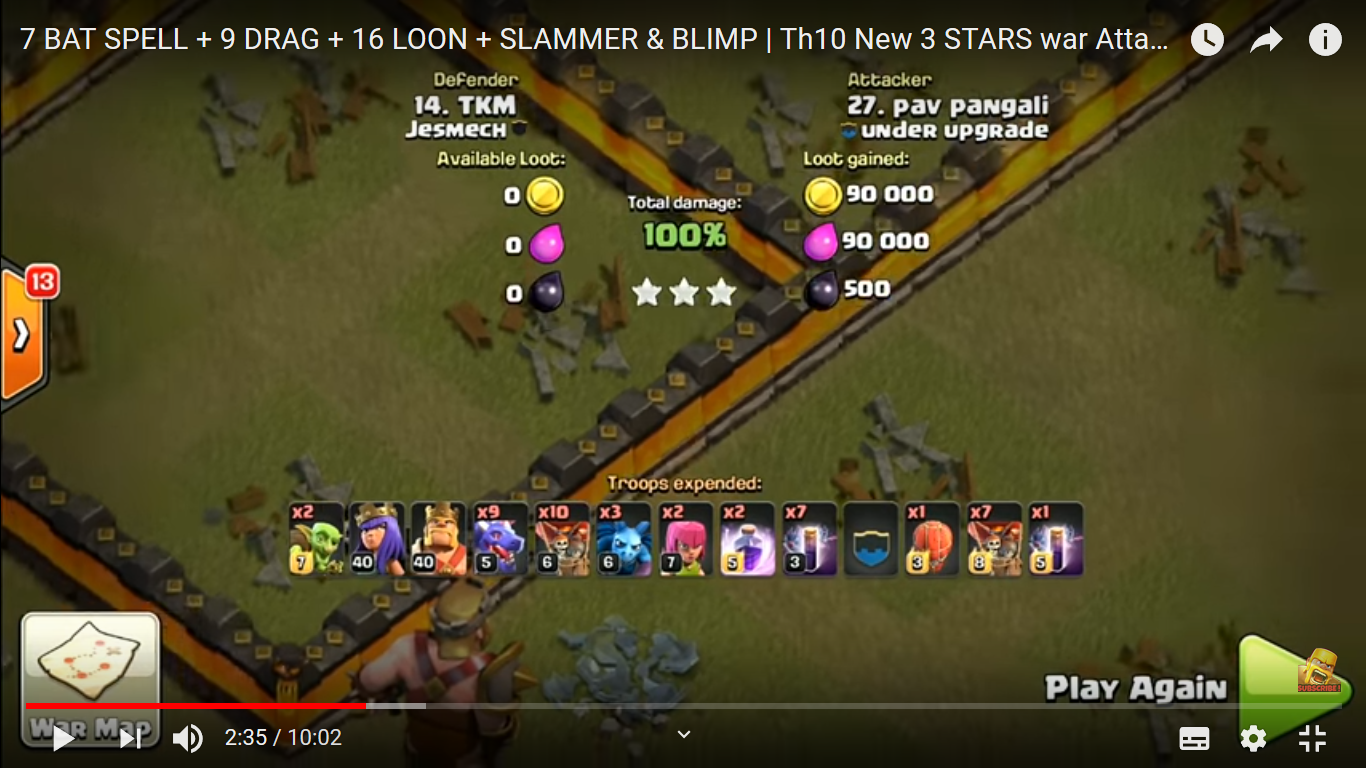 7 BAT SPELL + 9 DRAG + 16 LOON + SLAMMER & BLIMP | Th10 New 3 STARS war Atta...
Defender
14. TKM
JESMECH
Attacker
27. pav pangali
under upgrade
Available Loot:
0
0
0
Total damage:
100%
Loot gained:
90 000
90 000
500
13
Troops expended:
x2 x9 x10 x3 x2 x2 x7 x1 x7 x1
7 40 40 5 6 6 7 5 3 3 8 5
War Map
Play Again
SUBSCRIBE!
2:35 / 10:02